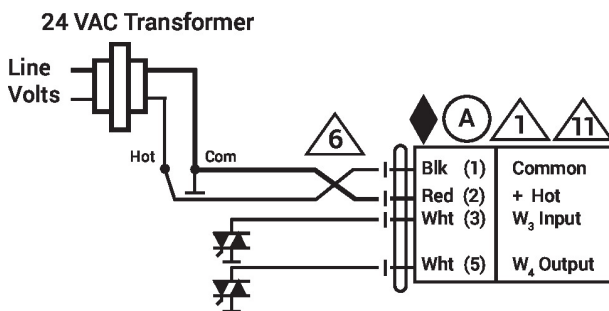 24 VAC Transformer
Line
Volts
Hot
Com
6
A
1
11
Blk (1) Common
Red (2) + Hot
Wht (3) W₃ Input
Wht (5) W₄ Output